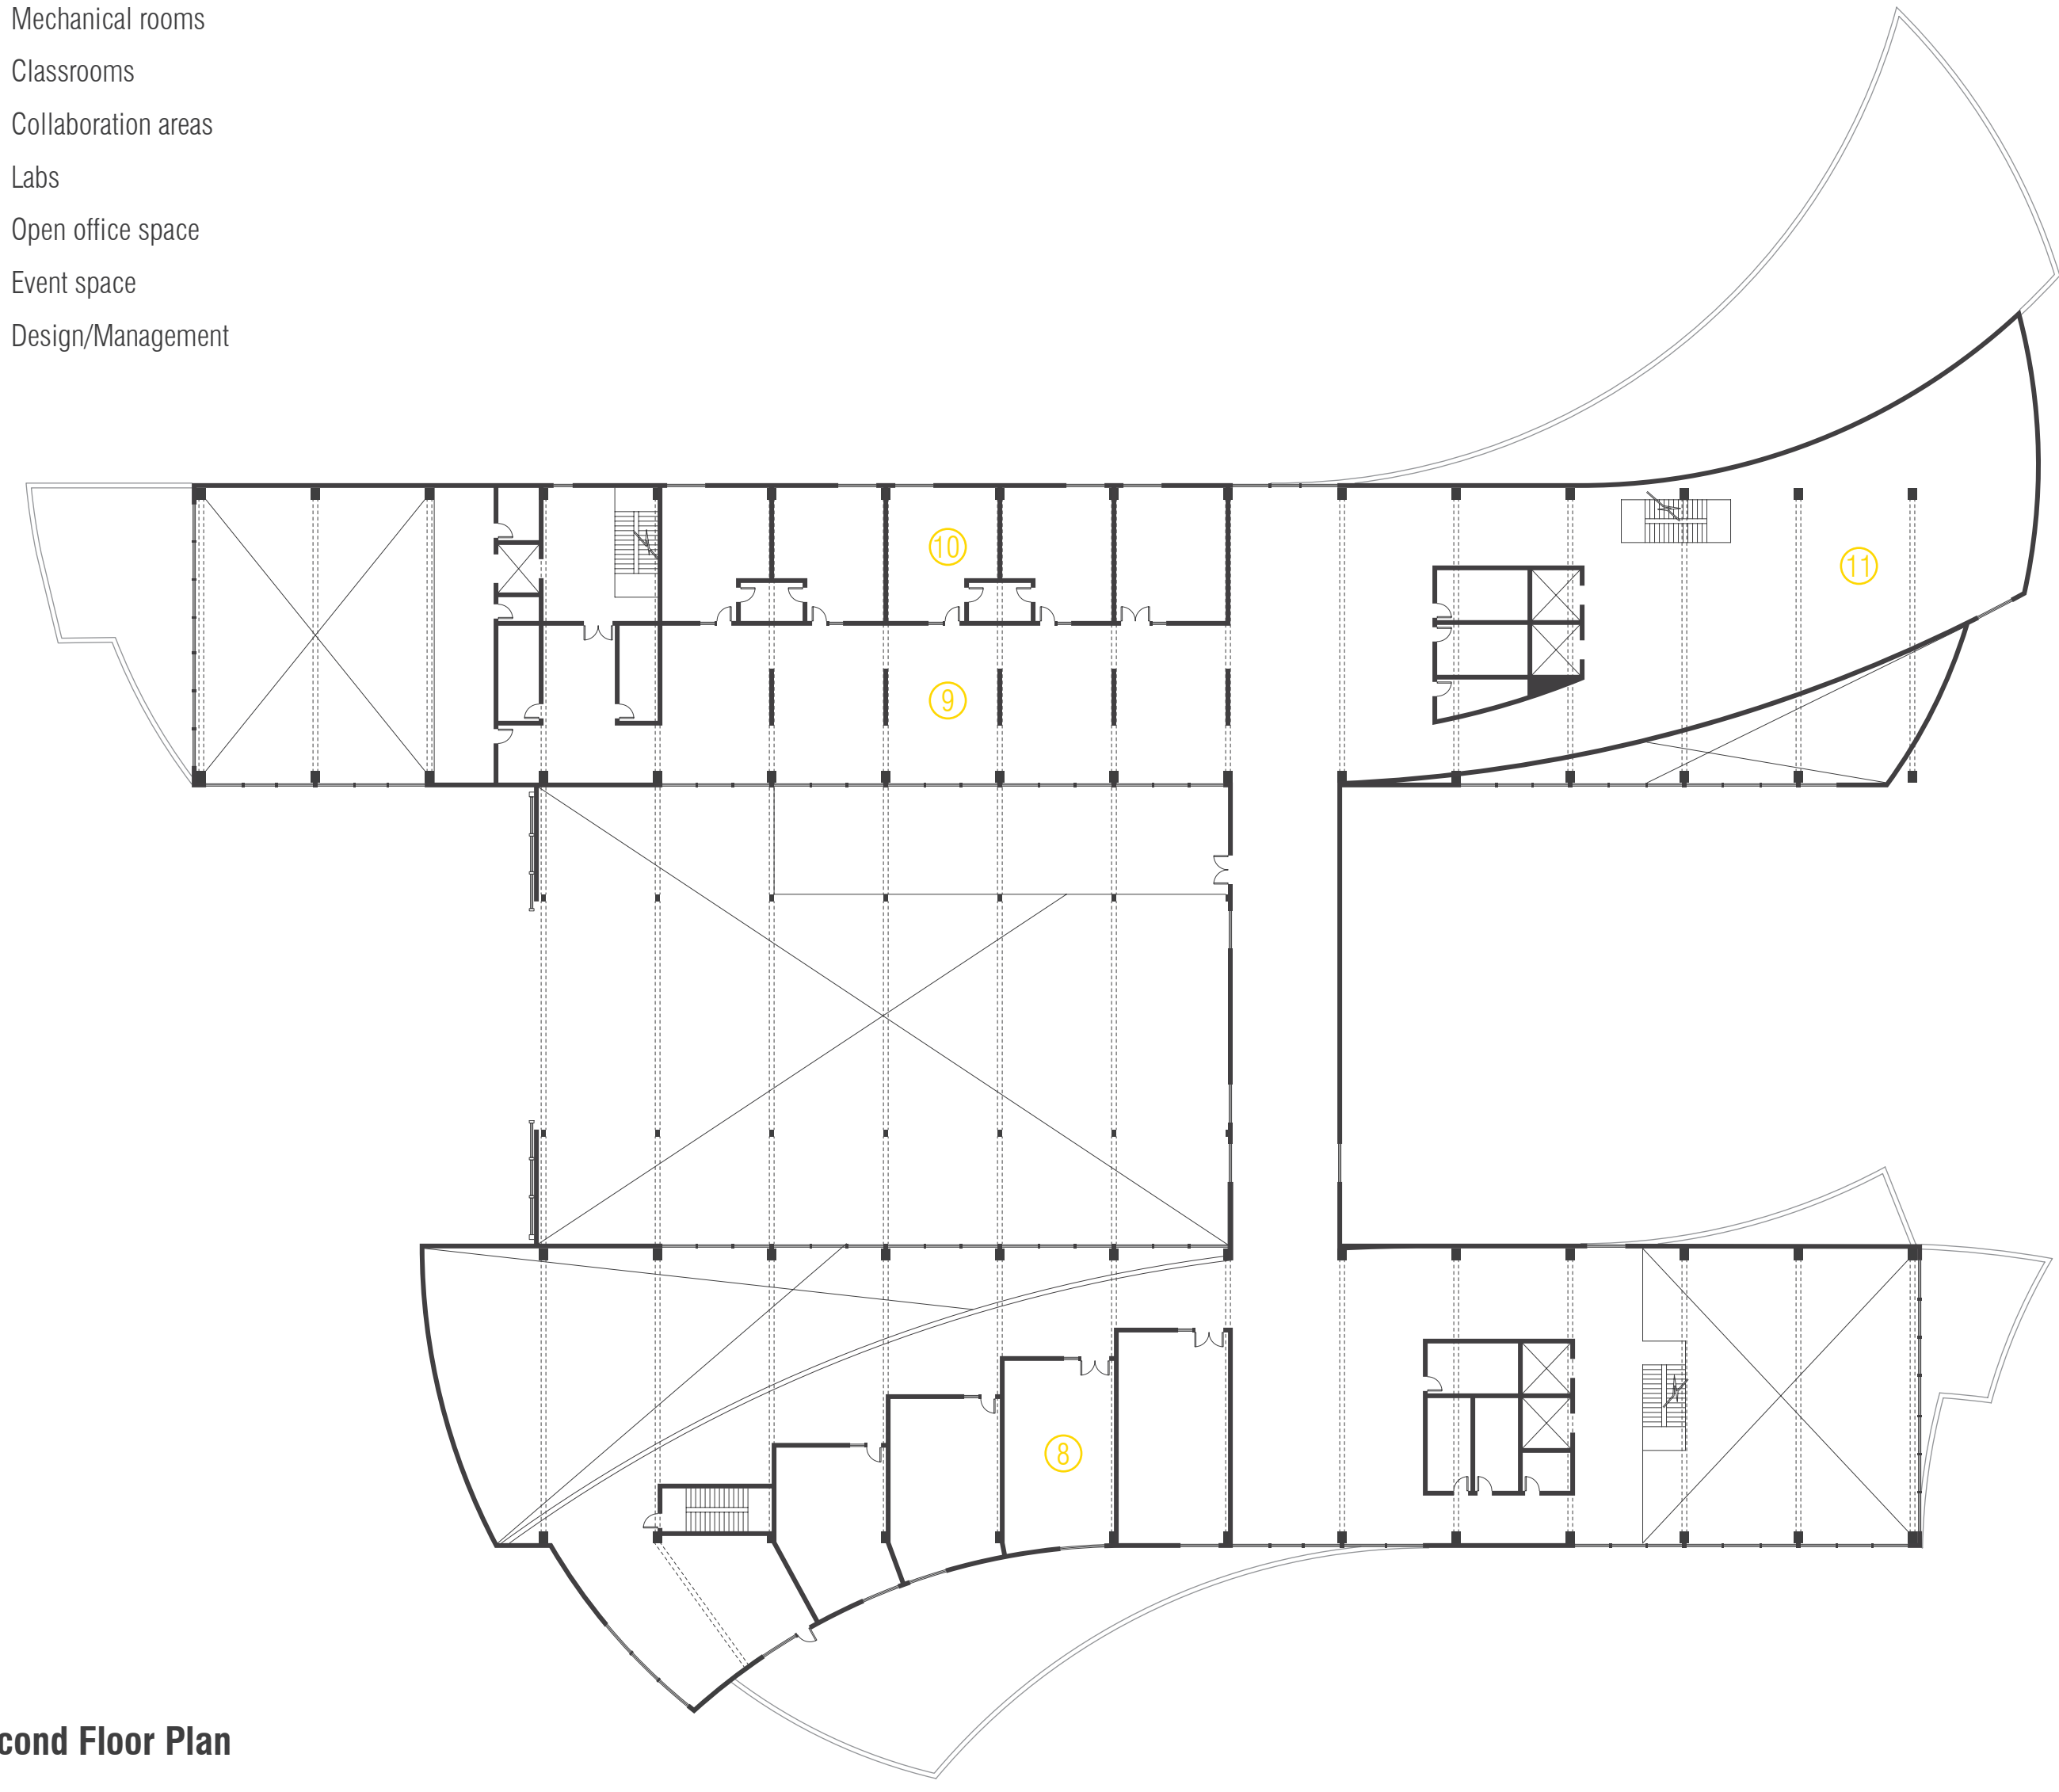 Mechanical rooms
Classrooms
Collaboration areas
Labs
Open office space
Event space
Design/Management
10
11
9
8
cond Floor Plan